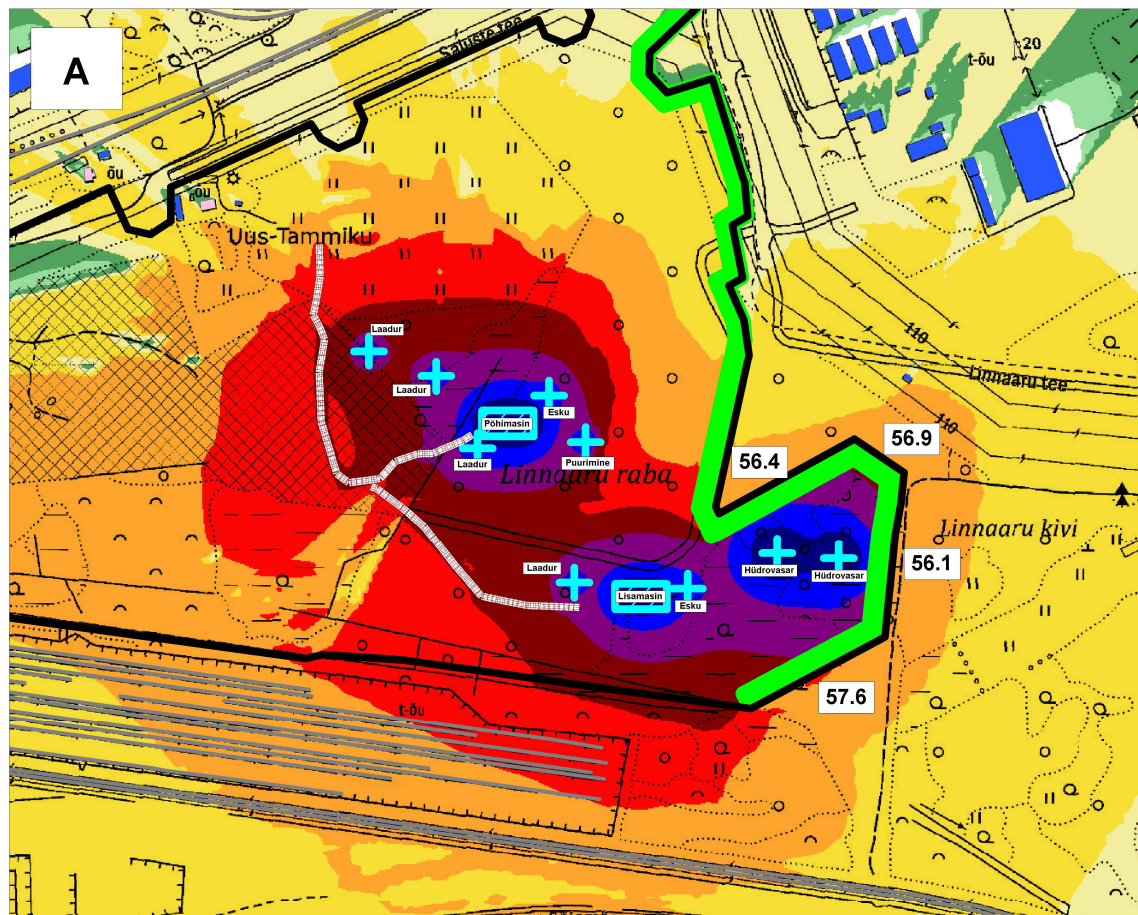 A
Saluste tee
t-õu
20
õu
õu
Uus-Tammiku
Laadur
Laadur
Esku
Põhimasin
Laadur
Puurimine
Linnaaru raba
110
Linnaaru tee
110
56.4
56.9
Linnaaru kivi
56.1
Hüdrovasar
Hüdrovasar
Laadur
Lisamasin
Esku
57.6
t-õu